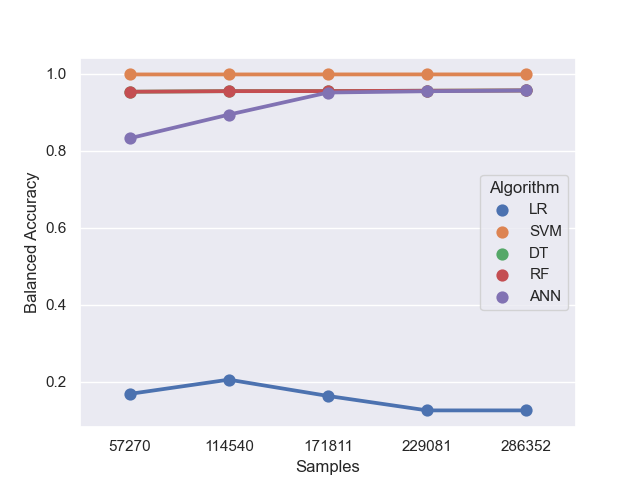 1.0
0.8
0.6
0.4
0.2
Balanced Accuracy
Algorithm
LR
SVM
DT
RF
ANN
57270 114540 171811 229081 286352
Samples